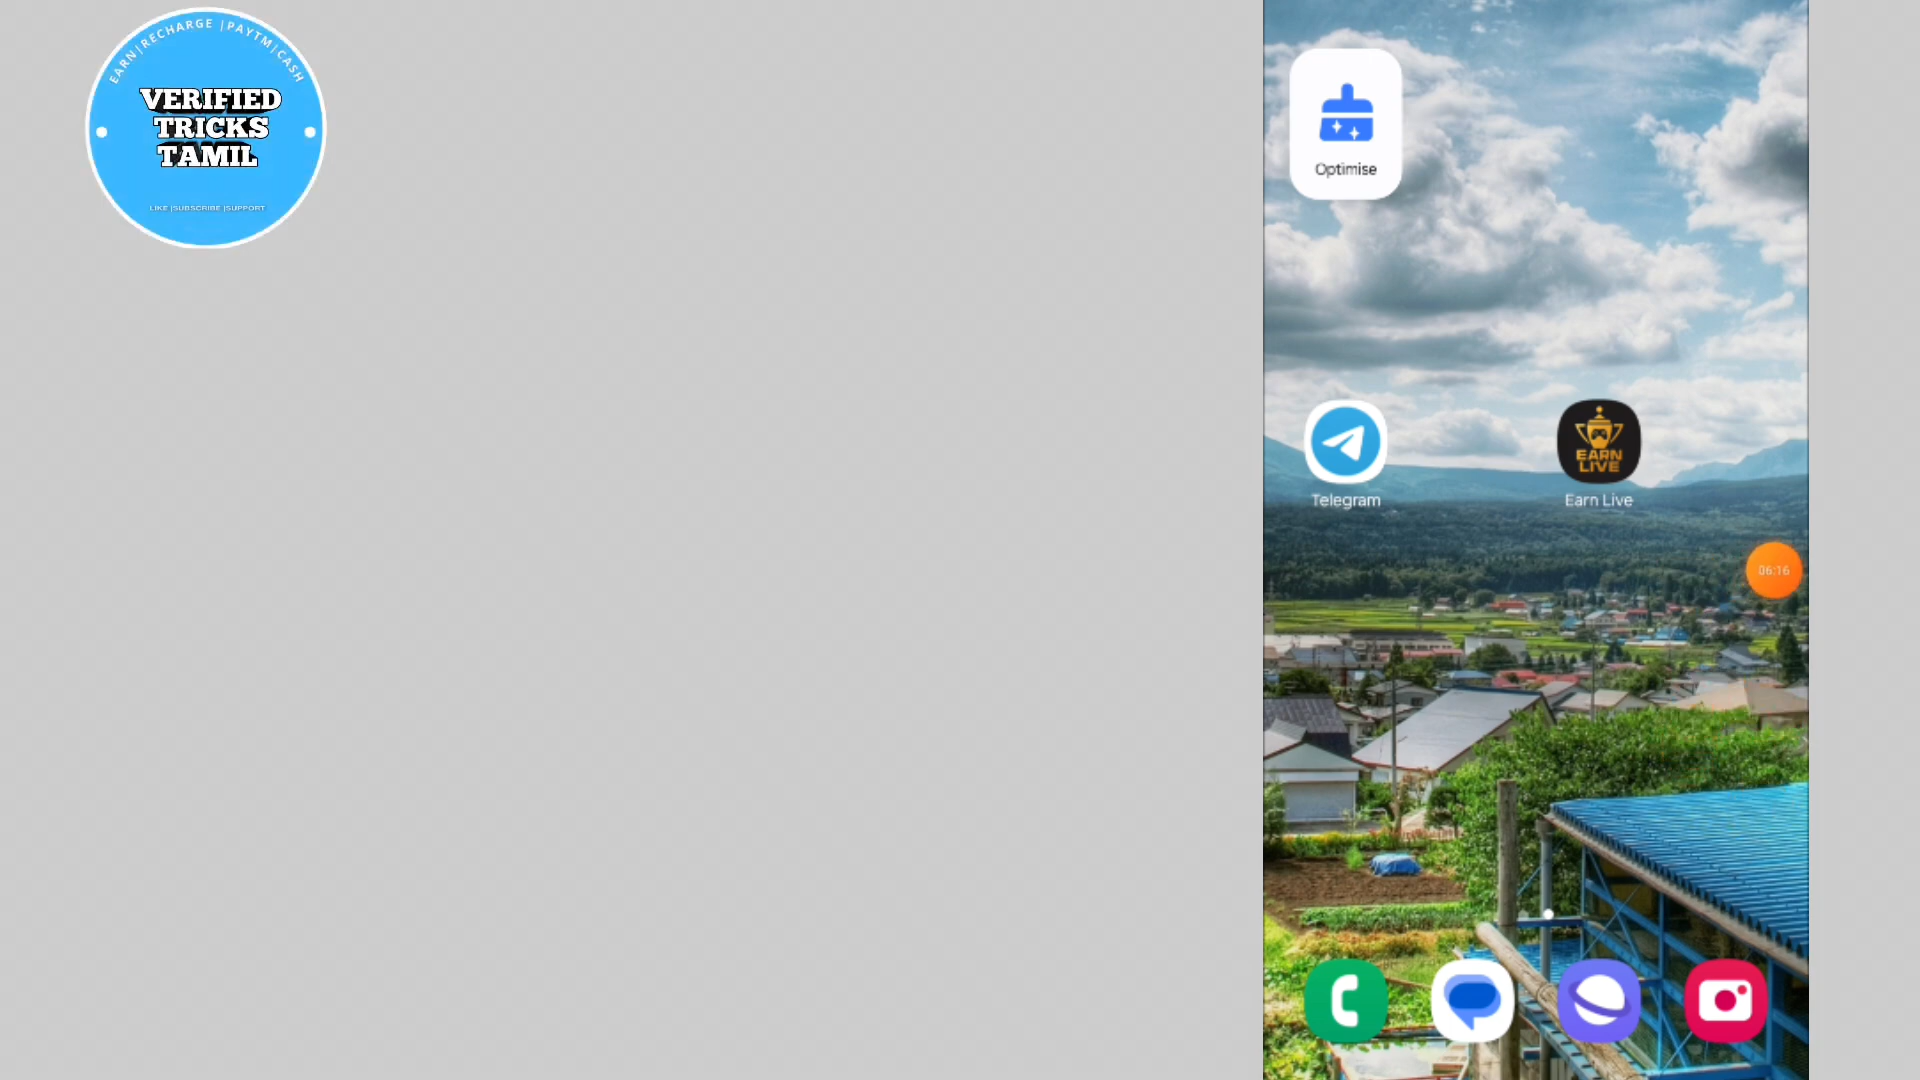 EARN|RECHARGE |PAYTM|CASH
VERIFIED
TRICKS
TAMIL
LIKE |SUBSCRIBE |SUPPORT
Optimise
EARN
LIVE
Telegram
Earn Live
06:16